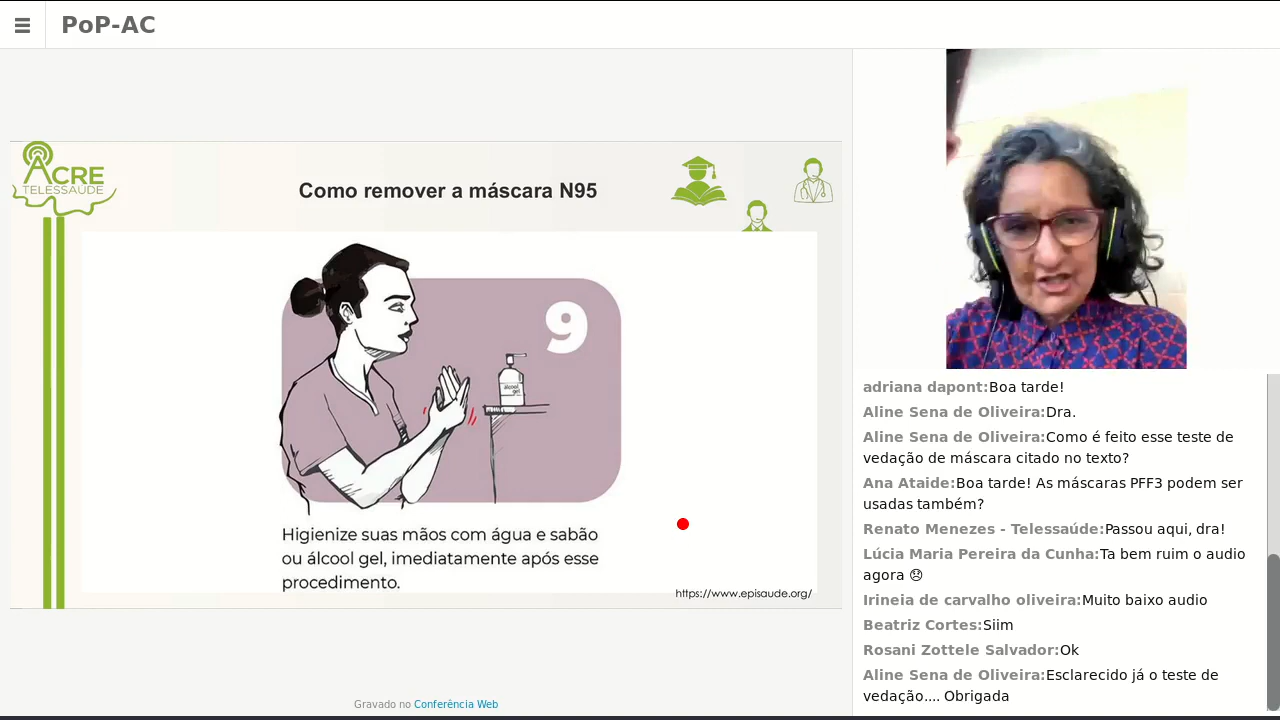 PoP-AC
ACRE
TELESSAÚDE
Como remover a máscara N95
9
álcool
gel
Higienize suas mãos com água e sabão
ou álcool gel, imediatamente após esse
procedimento.
https://www.episaude.org/
Gravado no Conferência Web
adriana dapont:Boa tarde!
Aline Sena de Oliveira:Dra.
Aline Sena de Oliveira:Como é feito esse teste de
vedação de máscara citado no texto?
Ana Ataide:Boa tarde! As máscaras PFF3 podem ser
usadas também?
Renato Menezes - Telessaúde:Passou aqui, dra!
Lúcia Maria Pereira da Cunha:Ta bem ruim o audio
agora 😞
Irineia de carvalho oliveira:Muito baixo audio
Beatriz Cortes:Siim
Rosani Zottele Salvador:Ok
Aline Sena de Oliveira:Esclarecido já o teste de
vedação.... Obrigada